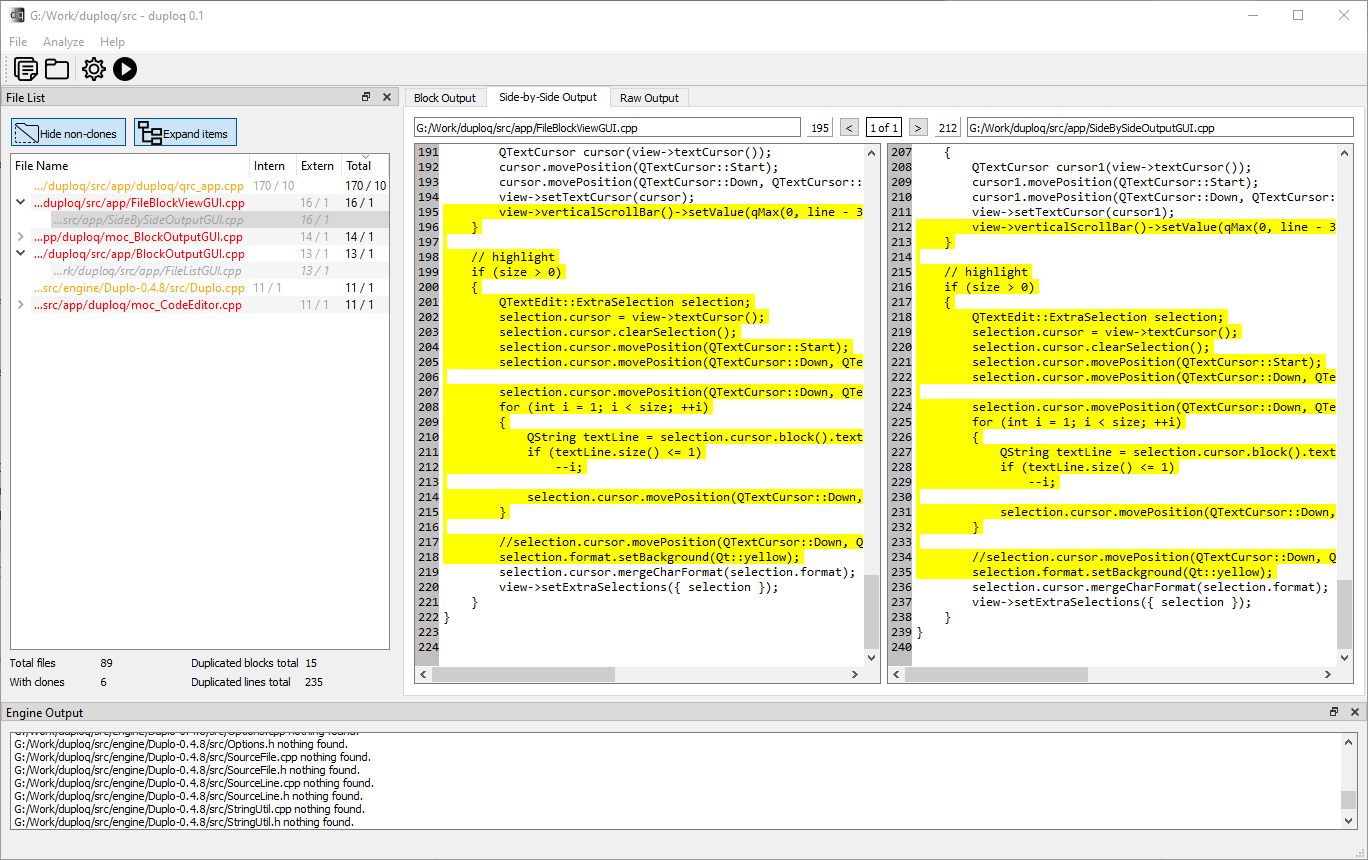 G:/Work/duploq/src - duploq 0.1
File Analyze Help
File List
Hide non-clones
Expand items
File Name Intern Extern Total
.../duploq/src/app/duploq/qrc_app.cpp 170 / 10 170 / 10
...duploq/src/app/FileBlockViewGUI.cpp 16 / 1 16 / 1
...src/app/SideBySideOutputGUI.cpp 16 / 1
...pp/duploq/moc_BlockOutputGUI.cpp 14 / 1 14 / 1
.../duploq/src/app/BlockOutputGUI.cpp 13 / 1 13 / 1
...rk/duploq/src/app/FileListGUI.cpp 13 / 1
...src/engine/Duplo-0.4.8/src/Duplo.cpp 11 / 1 11 / 1
...src/app/duploq/moc_CodeEditor.cpp 11 / 1 11 / 1
Total files 89 Duplicated blocks total 15
With clones 6 Duplicated lines total 235
Block Output Side-by-Side Output Raw Output
G:/Work/duploq/src/app/FileBlockViewGUI.cpp 195 < 1 of 1 > 212 G:/Work/duploq/src/app/SideBySideOutputGUI.cpp
191 QTextCursor cursor(view->textCursor());
192 cursor.movePosition(QTextCursor::Start);
193 cursor.movePosition(QTextCursor::Down, QTextCursor::
194 view->setTextCursor(cursor);
195 view->verticalScrollBar()->setValue(qMax(0, line - 3
196 }
197
198 // highlight
199 if (size > 0)
200 {
201 QTextEdit::ExtraSelection selection;
202 selection.cursor = view->textCursor();
203 selection.cursor.clearSelection();
204 selection.cursor.movePosition(QTextCursor::Start);
205 selection.cursor.movePosition(QTextCursor::Down, QTe
206
207 selection.cursor.movePosition(QTextCursor::Down, QTe
208 for (int i = 1; i < size; ++i)
209 {
210 QString textLine = selection.cursor.block().text
211 if (textLine.size() <= 1)
212 --i;
213
214 selection.cursor.movePosition(QTextCursor::Down,
215 }
216
217 //selection.cursor.movePosition(QTextCursor::Down, Q
218 selection.format.setBackground(Qt::yellow);
219 selection.cursor.mergeCharFormat(selection.format);
220 view->setExtraSelections({ selection });
221 }
222 }
223
224
207 {
208 QTextCursor cursor1(view->textCursor());
209 cursor1.movePosition(QTextCursor::Start);
210 cursor1.movePosition(QTextCursor::Down, QTextCursor:
211 view->setTextCursor(cursor1);
212 view->verticalScrollBar()->setValue(qMax(0, line - 3
213 }
214
215 // highlight
216 if (size > 0)
217 {
218 QTextEdit::ExtraSelection selection;
219 selection.cursor = view->textCursor();
220 selection.cursor.clearSelection();
221 selection.cursor.movePosition(QTextCursor::Start);
222 selection.cursor.movePosition(QTextCursor::Down, QTe
223
224 selection.cursor.movePosition(QTextCursor::Down, QTe
225 for (int i = 1; i < size; ++i)
226 {
227 QString textLine = selection.cursor.block().text
228 if (textLine.size() <= 1)
229 --i;
230
231 selection.cursor.movePosition(QTextCursor::Down,
232 }
233
234 //selection.cursor.movePosition(QTextCursor::Down, Q
235 selection.format.setBackground(Qt::yellow);
236 selection.cursor.mergeCharFormat(selection.format);
237 view->setExtraSelections({ selection });
238 }
239 }
240
Engine Output
G:/Work/duploq/src/engine/Duplo-0.4.8/src/Options.cpp nothing found.
G:/Work/duploq/src/engine/Duplo-0.4.8/src/Options.h nothing found.
G:/Work/duploq/src/engine/Duplo-0.4.8/src/SourceFile.cpp nothing found.
G:/Work/duploq/src/engine/Duplo-0.4.8/src/SourceFile.h nothing found.
G:/Work/duploq/src/engine/Duplo-0.4.8/src/SourceLine.cpp nothing found.
G:/Work/duploq/src/engine/Duplo-0.4.8/src/SourceLine.h nothing found.
G:/Work/duploq/src/engine/Duplo-0.4.8/src/StringUtil.cpp nothing found.
G:/Work/duploq/src/engine/Duplo-0.4.8/src/StringUtil.h nothing found.